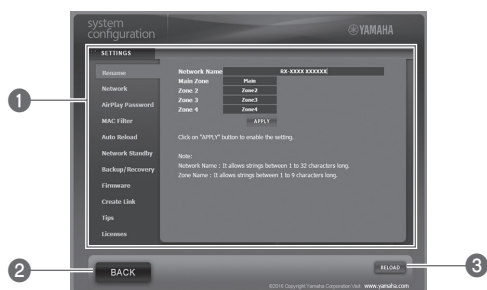 system
configuration
YAMAHA
SETTINGS
Rename
Network
AirPlay Password
MAC Filter
Auto Reload
Network Standby
Backup/Recovery
Firmware
Create Link
Tips
Licenses
Network Name RX-XXXX XXXXXX
Main Zone Main
Zone 2 Zone2
Zone 3 Zone3
Zone 4 Zone4
APPLY
Click on "APPLY" button to enable the setting.
Note:
Network Name : It allows strings between 1 to 32 characters long.
Zone Name : It allows strings between 1 to 9 characters long.
1
2
BACK
RELOAD
3
Copyright Yamaha Corporation Visit www.yamaha.com